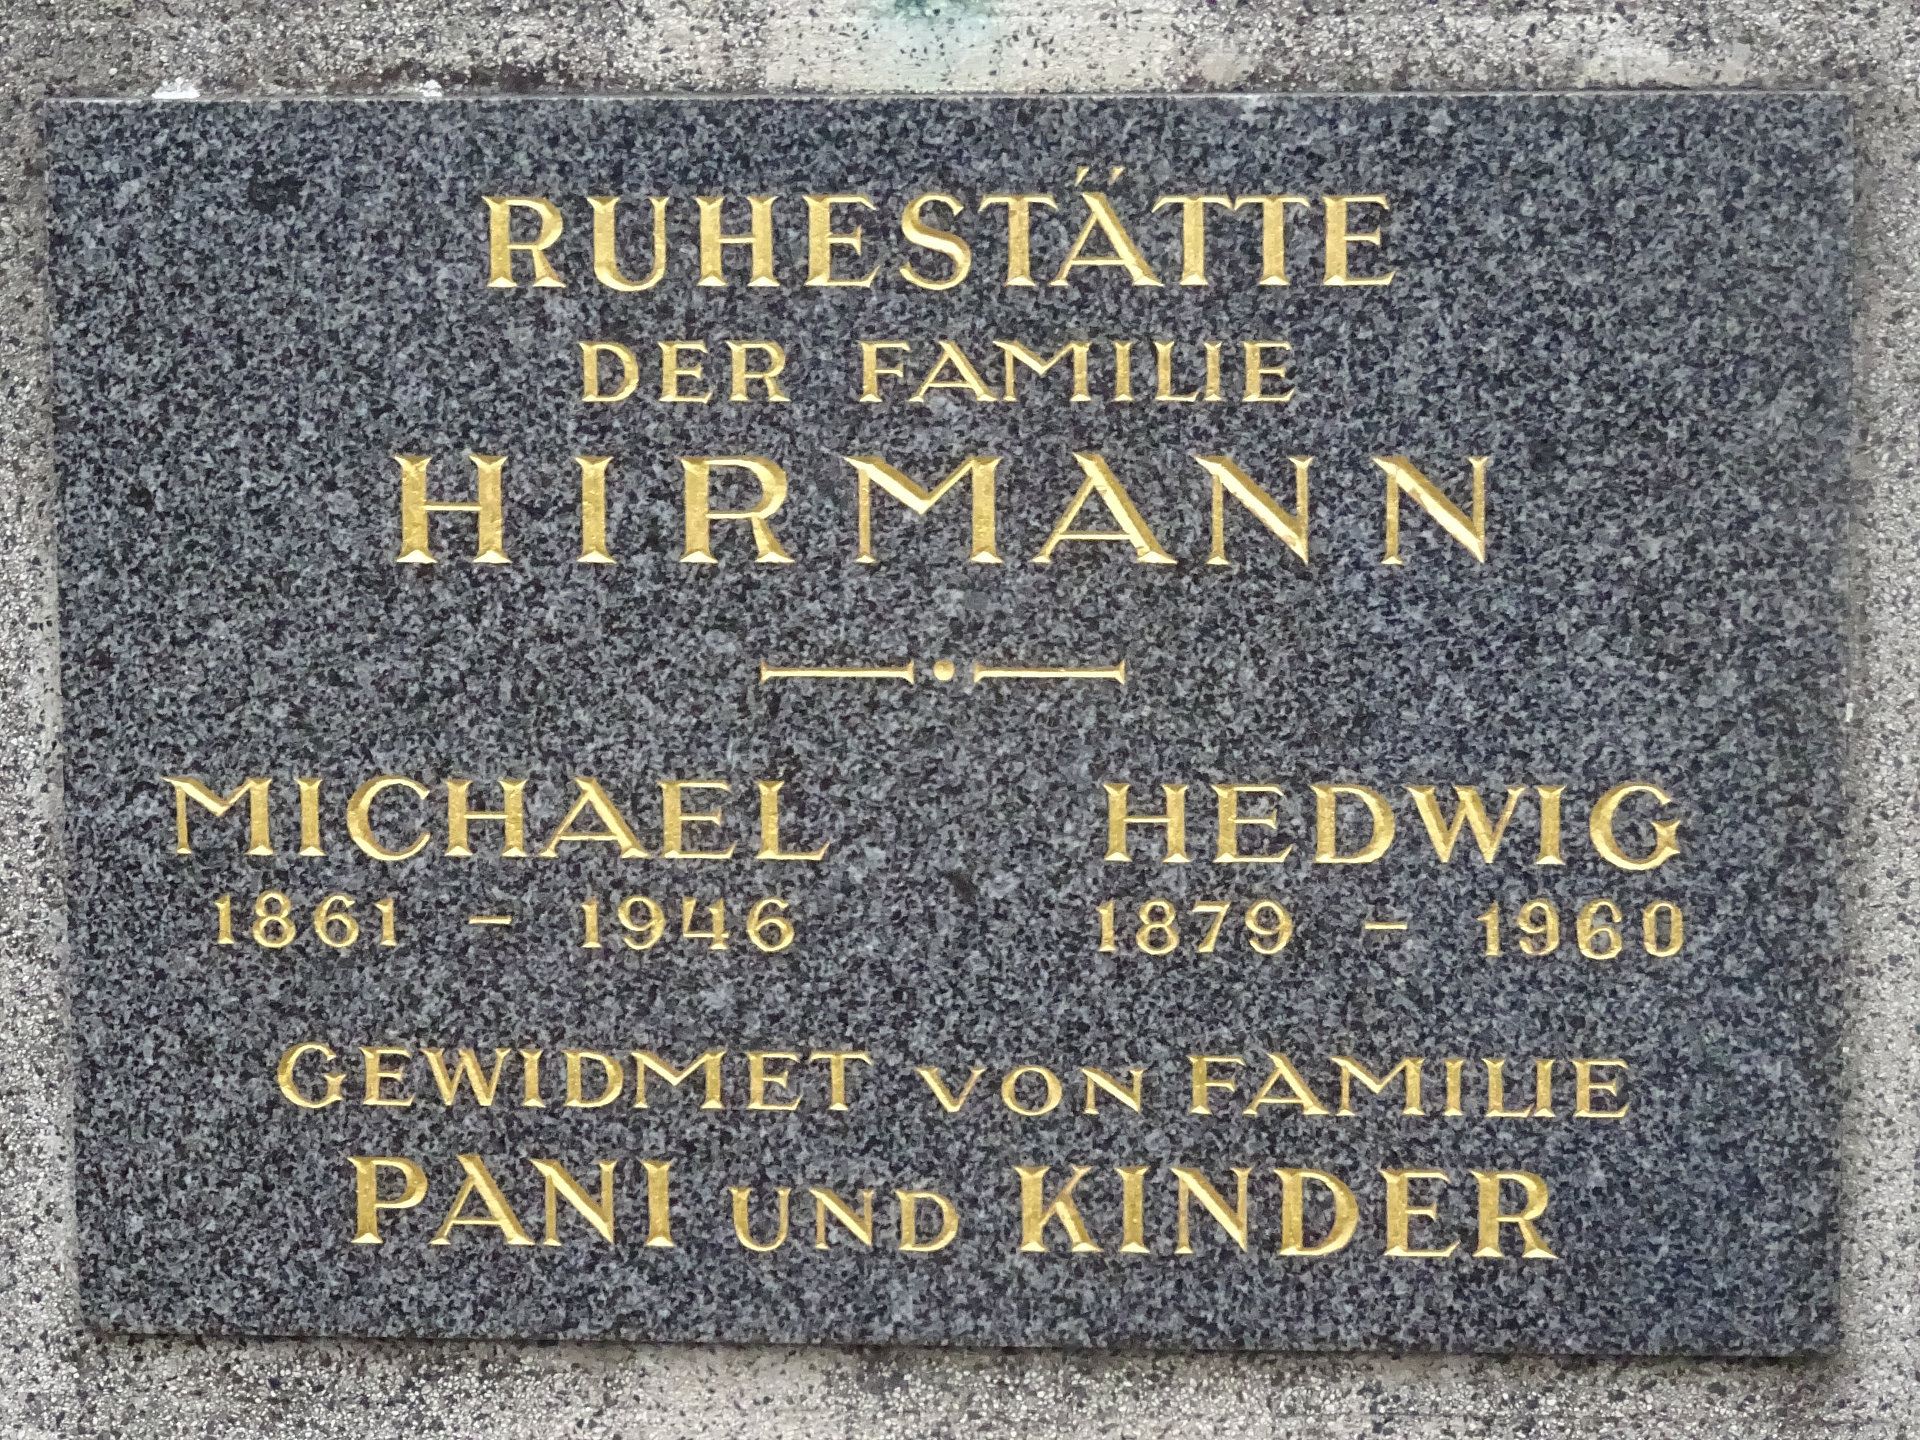 RUHESTÄTTE
DER FAMILIE
HIRMANN
MICHAEL HEDWIG
1861 – 1946 1879 – 1960
GEWIDMET VON FAMILIE
PANI UND KINDER